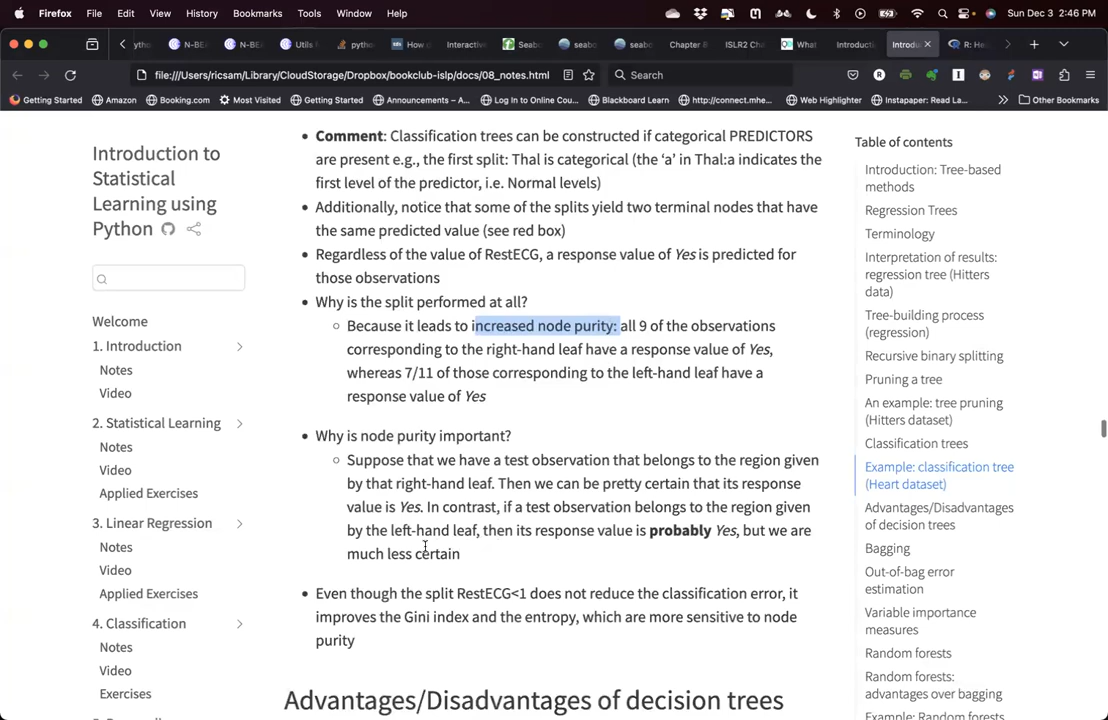 Firefox File Edit View History Bookmarks Tools Window Help Sun Dec 3 2:46 PM
ython N-BE N-BE Utils python How c Interactive Seab seabo seabo Chapter ISLR2 Cha What Introducti Introdu R: He
file:///Users/ricsam/Library/CloudStorage/Dropbox/bookclub-islp/docs/08_notes.html Search
Getting Started Amazon Booking.com Most Visited Getting Started Announcements – A... Log In to Online Cou... Blackboard Learn http://connect.mhe... Web Highlighter Instapaper: Read La... Other Bookmarks
Introduction to
Statistical
Learning using
Python
Welcome
1. Introduction
Notes
Video
2. Statistical Learning
Notes
Video
Applied Exercises
3. Linear Regression
Notes
Video
Applied Exercises
4. Classification
Notes
Video
Exercises
• Comment: Classification trees can be constructed if categorical PREDICTORS
are present e.g., the first split: Thal is categorical (the ‘a’ in Thal:a indicates the
first level of the predictor, i.e. Normal levels)
• Additionally, notice that some of the splits yield two terminal nodes that have
the same predicted value (see red box)
• Regardless of the value of RestECG, a response value of Yes is predicted for
those observations
• Why is the split performed at all?
○ Because it leads to increased node purity: all 9 of the observations
corresponding to the right-hand leaf have a response value of Yes,
whereas 7/11 of those corresponding to the left-hand leaf have a
response value of Yes
• Why is node purity important?
○ Suppose that we have a test observation that belongs to the region given
by that right-hand leaf. Then we can be pretty certain that its response
value is Yes. In contrast, if a test observation belongs to the region given
by the left-hand leaf, then its response value is probably Yes, but we are
much less certain
• Even though the split RestECG<1 does not reduce the classification error, it
improves the Gini index and the entropy, which are more sensitive to node
purity
Advantages/Disadvantages of decision trees
Table of contents
Introduction: Tree-based
methods
Regression Trees
Terminology
Interpretation of results:
regression tree (Hitters
data)
Tree-building process
(regression)
Recursive binary splitting
Pruning a tree
An example: tree pruning
(Hitters dataset)
Classification trees
Example: classification tree
(Heart dataset)
Advantages/Disadvantages
of decision trees
Bagging
Out-of-bag error
estimation
Variable importance
measures
Random forests
Random forests:
advantages over bagging